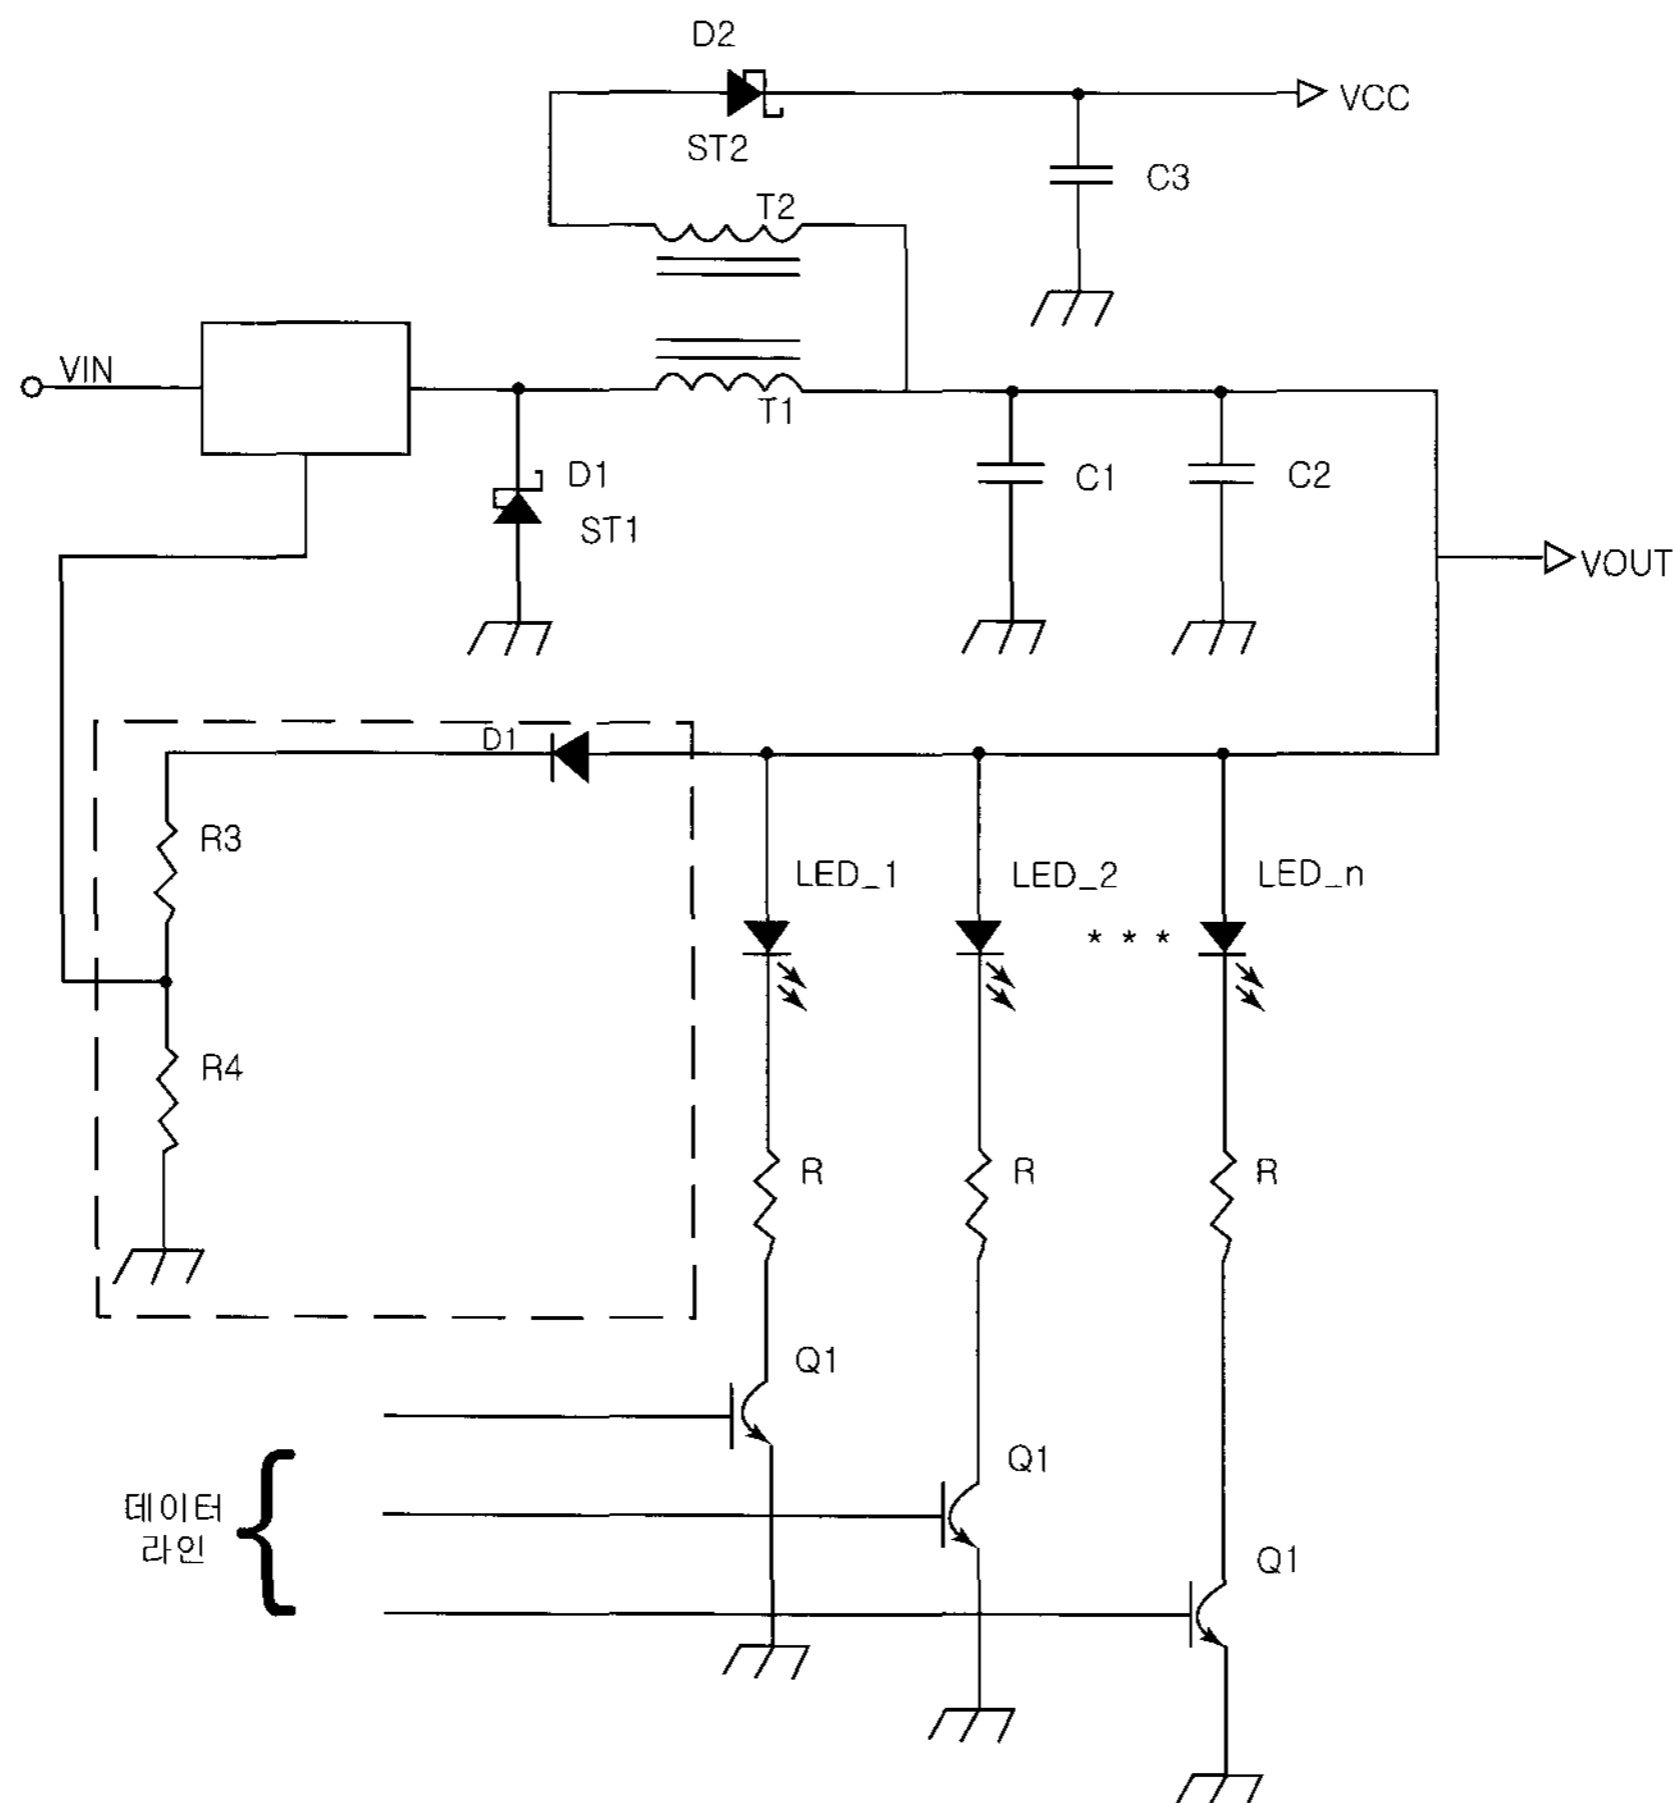 D2
VCC
ST2
C3
T2
VIN
T1
D1
C1
C2
ST1
VOUT
D1
R3
LED_1
LED_2
LED_n
* * *
R4
R
R
R
Q1
Q1
데이터
라인
Q1